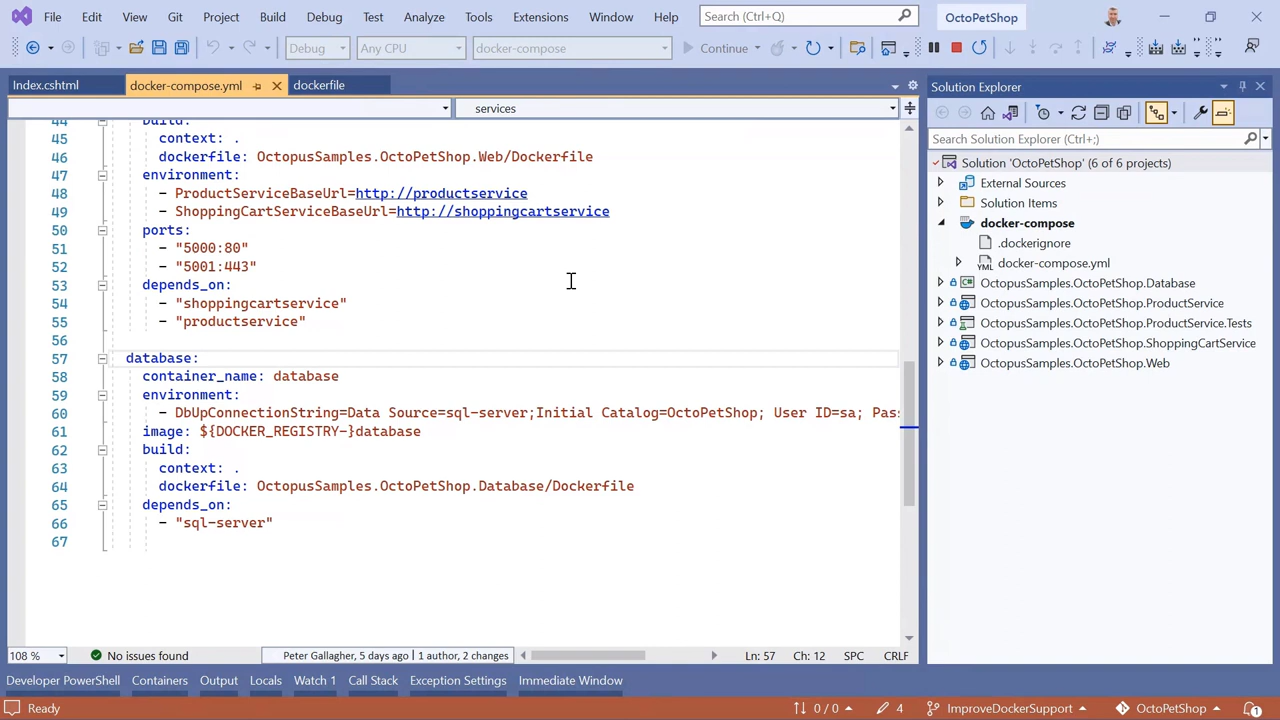 File Edit View Git Project Build Debug Test Analyze Tools Extensions Window Help Search (Ctrl+Q) OctoPetShop
Debug Any CPU docker-compose Continue
Index.cshtml docker-compose.yml dockerfile
services
44 build:
45 context: .
46 dockerfile: OctopusSamples.OctoPetShop.Web/Dockerfile
47 environment:
48 - ProductServiceBaseUrl=http://productservice
49 - ShoppingCartServiceBaseUrl=http://shoppingcartservice
50 ports:
51 - "5000:80"
52 - "5001:443"
53 depends_on:
54 - "shoppingcartservice"
55 - "productservice"
56
57 database:
58 container_name: database
59 environment:
60 - DbUpConnectionString=Data Source=sql-server;Initial Catalog=OctoPetShop; User ID=sa; Pas
61 image: ${DOCKER_REGISTRY-}database
62 build:
63 context: .
64 dockerfile: OctopusSamples.OctoPetShop.Database/Dockerfile
65 depends_on:
66 - "sql-server"
67
108 % No issues found Peter Gallagher, 5 days ago | 1 author, 2 changes Ln: 57 Ch: 12 SPC CRLF
Solution Explorer
Search Solution Explorer (Ctrl+;)
Solution 'OctoPetShop' (6 of 6 projects)
External Sources
Solution Items
docker-compose
.dockerignore
YML docker-compose.yml
OctopusSamples.OctoPetShop.Database
OctopusSamples.OctoPetShop.ProductService
OctopusSamples.OctoPetShop.ProductService.Tests
OctopusSamples.OctoPetShop.ShoppingCartService
OctopusSamples.OctoPetShop.Web
Developer PowerShell Containers Output Locals Watch 1 Call Stack Exception Settings Immediate Window
Ready 0 / 0 4 ImproveDockerSupport OctoPetShop 1